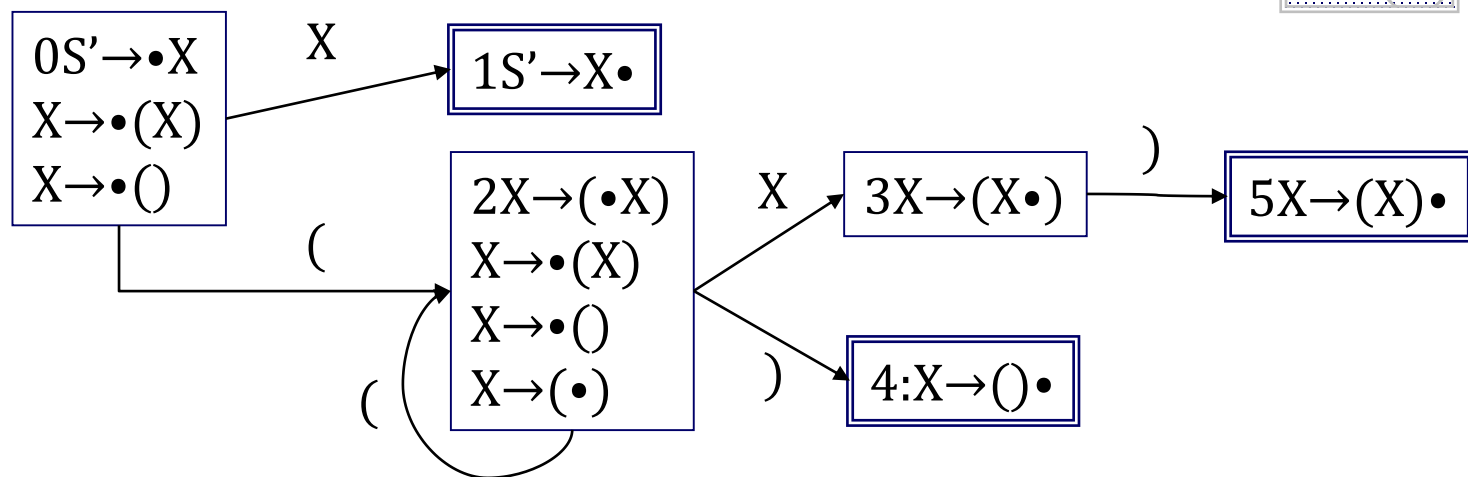 0S’→•X
X→•(X)
X→•()
X
1S’→X•
(
2X→(•X)
X→•(X)
X→•()
X→(•)
(
X
3X→(X•)
)
5X→(X)•
)
4:X→()•